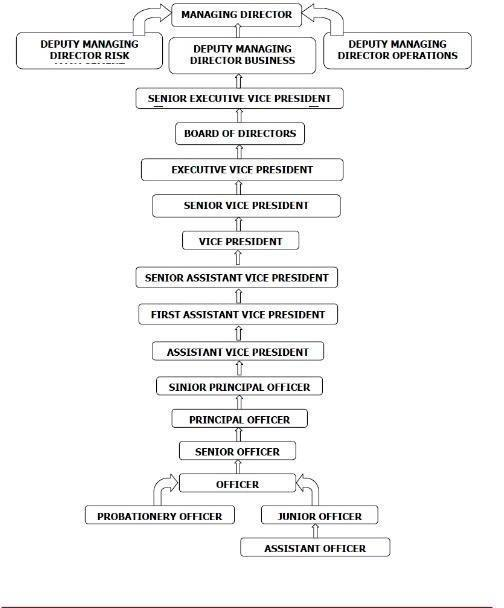 MANAGING DIRECTOR
DEPUTY MANAGING
DIRECTOR RISK
DEPUTY MANAGING
DIRECTOR BUSINESS
DEPUTY MANAGING
DIRECTOR OPERATIONS
SENIOR EXECUTIVE VICE PRESIDENT
BOARD OF DIRECTORS
EXECUTIVE VICE PRESIDENT
SENIOR VICE PRESIDENT
VICE PRESIDENT
SENIOR ASSISTANT VICE PRESIDENT
FIRST ASSISTANT VICE PRESIDENT
ASSISTANT VICE PRESIDENT
SINIOR PRINCIPAL OFFICER
PRINCIPAL OFFICER
SENIOR OFFICER
OFFICER
PROBATIONERY OFFICER
JUNIOR OFFICER
ASSISTANT OFFICER